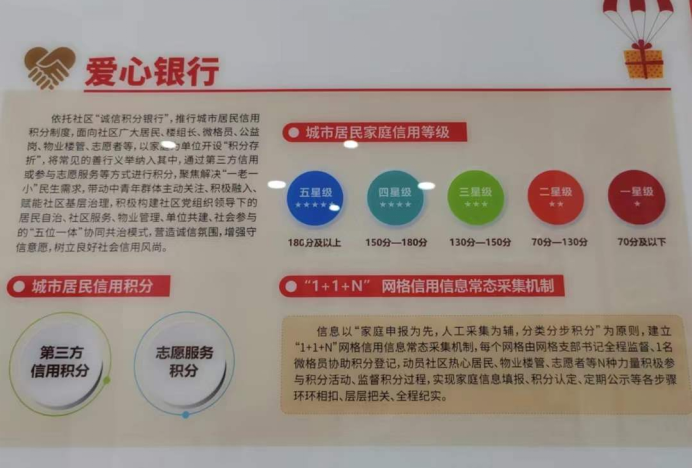 爱心银行
依托社区“诚信积分银行”，推行城市居民信用
积分制度，面向社区广大居民、楼组长、微格员、公益
岗、物业楼管、志愿者等，以家 单位开设“积分存
折”，将常见的善行义举纳入其中，通过第三方信用
或参与志愿服务等方式进行积分，聚焦解决“一老一
小”民生需求，带动中青年群体主动关注、积极融入、
赋能社区基层治理，积极构建社区党组织领导下的
居民自治、社区服务、物业管理、单位共建、社会参与
的“五位一体”协同共治模式，营造诚信氛围，增强守
信意愿，树立良好社会信用风尚。
城市居民信用积分
第三方
信用积分
志愿服务
积分
城市居民家庭信用等级
五星级 四星级 三星级 二星级 一星级
180分及以上 150分—180分 130分—150分 70分—130分 70分及以下
“1+1+N” 网格信用信息常态采集机制
信息以“家庭申报为先，人工采集为辅，分类分步积分”为原则，建立
“1+1+N”网格信用信息常态采集机制，每个网格由网格支部书记全程监督、1名
微格员协助积分登记，动员社区热心居民、物业楼管、志愿者等N种力量积极参
与积分活动、监督积分过程，实现家庭信息填报、积分认定、定期公示等各步骤
环环相扣、层层把关、全程纪实。